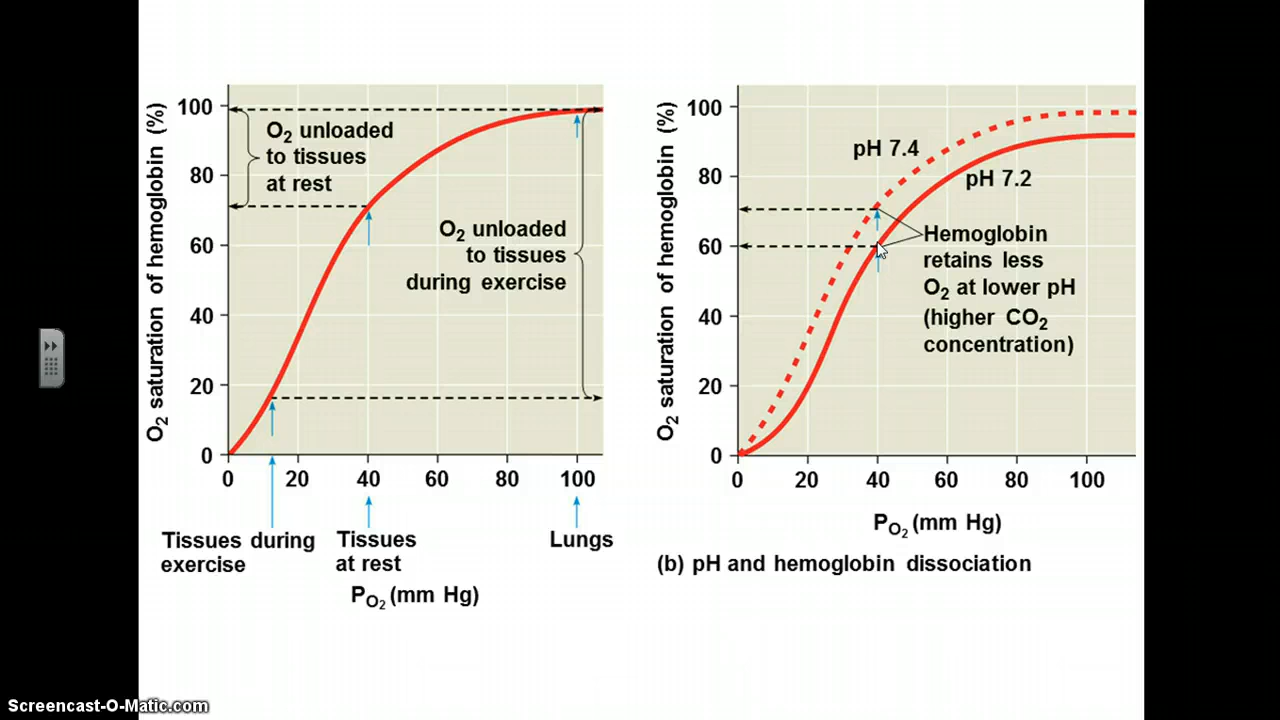 O2 saturation of hemoglobin (%)
100
80
60
40
20
0
O2 unloaded
to tissues
at rest
O2 unloaded
to tissues
during exercise
0 20 40 60 80 100
Tissues during
exercise
Tissues
at rest
Lungs
PO2 (mm Hg)
O2 saturation of hemoglobin (%)
100
80
60
40
20
0
pH 7.4
pH 7.2
Hemoglobin
retains less
O2 at lower pH
(higher CO2
concentration)
0 20 40 60 80 100
PO2 (mm Hg)
(b) pH and hemoglobin dissociation
Screencast-O-Matic.com